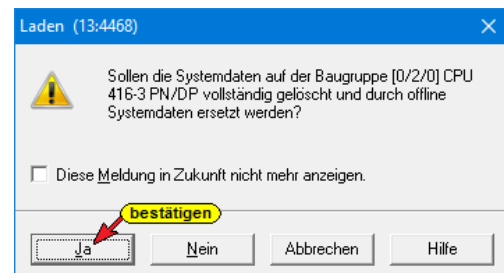 Laden (13:4468)
Sollen die Systemdaten auf der Baugruppe [0/2/0] CPU
416-3 PN/DP vollständig gelöscht und durch offline
Systemdaten ersetzt werden?
Diese Meldung in Zukunft nicht mehr anzeigen.
bestätigen
Ja Nein Abbrechen Hilfe